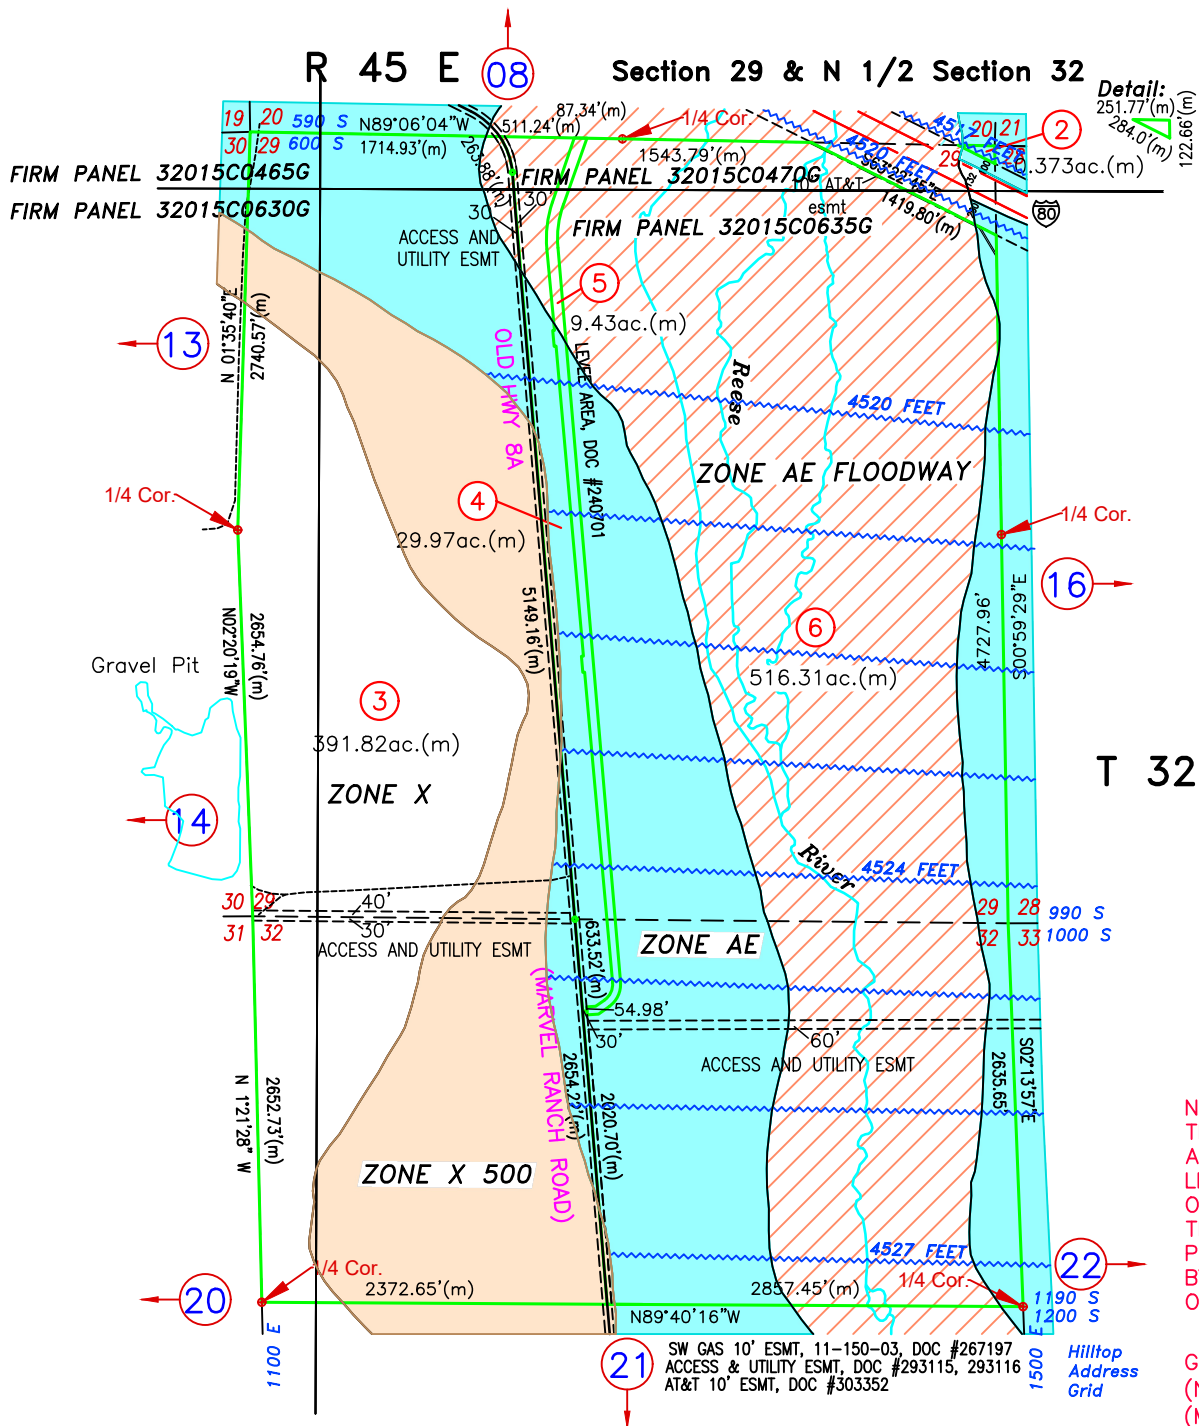 R 45 E
08
Section 29 & N 1/2 Section 32
Detail:
251.77'(m)
284.0'(m)
122.66'(m)
19 20
30 29
590 S
600 S
N89°06'04"W
1714.93'(m)
511.24'(m)
87.34'(m)
1/4 Cor.
1543.79'(m)
4520 FEET
20 21
29
2
.373ac.(m)
FIRM PANEL 32015C0465G
FIRM PANEL 32015C0470G
FIRM PANEL 32015C0630G
FIRM PANEL 32015C0635G
10' AT&T
esmt
1419.80'(m)
80
30'
30'
ACCESS AND
UTILITY ESMT
5
9.43ac.(m)
13
N 01°35'40"E
2740.57'(m)
OLD HWY 8A
LEVEE AREA, DOC #240701
Reese
4520 FEET
ZONE AE FLOODWAY
1/4 Cor.
4
29.97ac.(m)
1/4 Cor.
16
4727.96'
S00°59'29"E
5149.16'(m)
6
516.31ac.(m)
N02°20'19"W
2654.76'(m)
Gravel Pit
3
391.82ac.(m)
ZONE X
T 32
14
River
4524 FEET
30 29
31 32
40'
30'
ACCESS AND UTILITY ESMT
633.52'(m)
ZONE AE
29 28
32 33
990 S
1000 S
54.98'
30'
60'
ACCESS AND UTILITY ESMT
(MARVEL RANCH ROAD)
2654.22'(m)
2020.70'(m)
S02°13'57"E
2635.65'
N 1°21'28" W
2652.73'(m)
ZONE X 500
N
T
A
L
O
T
P
B
O
4527 FEET
22
20
/4 Cor.
2372.65'(m)
2857.45'(m)
1/4 Cor.
1190 S
1200 S
N89°40'16"W
1100 E
1500 E
21
SW GAS 10' ESMT, 11-150-03, DOC #267197
ACCESS & UTILITY ESMT, DOC #293115, 293116
AT&T 10' ESMT, DOC #303352
Hilltop
Address
Grid
G
(N
(M